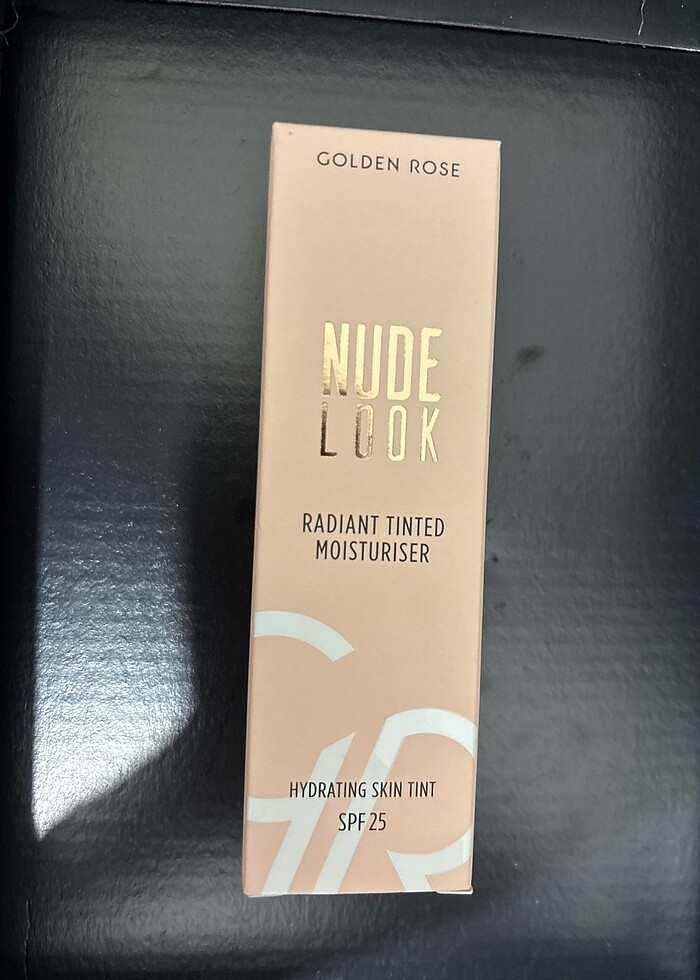 GOLDEN ROSE
NUDE
LOOK
RADIANT TINTED
MOISTURISER
HYDRATING SKIN TINT
SPF 25